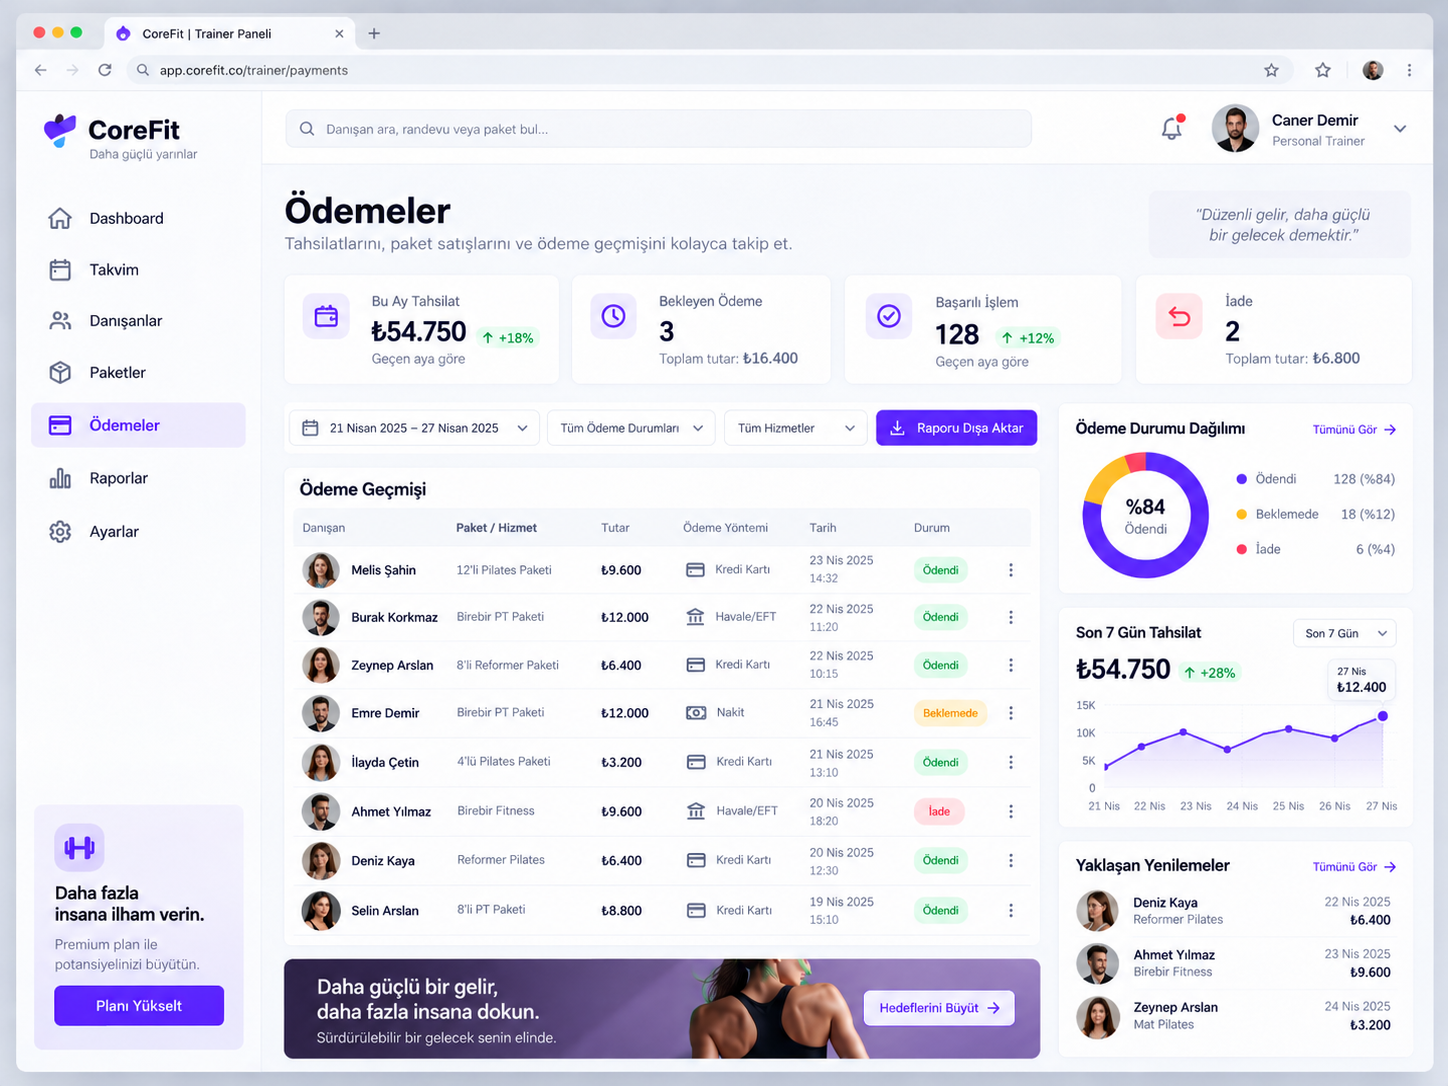 CoreFit | Trainer Paneli
app.corefit.co/trainer/payments
CoreFit
Daha güçlü yarınlar
Danışan ara, randevu veya paket bul...
Caner Demir
Personal Trainer
Dashboard
Takvim
Danışanlar
Paketler
Ödemeler
Raporlar
Ayarlar
Daha fazla
insana ilham verin.
Premium plan ile
potansiyelinizi büyütün.
Planı Yükselt
Ödemeler
Tahsilatlarını, paket satışlarını ve ödeme geçmişini kolayca takip et.
“Düzenli gelir, daha güçlü
bir gelecek demektir.”
Bu Ay Tahsilat
₺54.750 +18%
Geçen aya göre
Bekleyen Ödeme
3
Toplam tutar: ₺16.400
Başarılı İşlem
128 +12%
Geçen aya göre
İade
2
Toplam tutar: ₺6.800
21 Nisan 2025 – 27 Nisan 2025
Tüm Ödeme Durumları
Tüm Hizmetler
Raporu Dışa Aktar
Ödeme Geçmişi
Danışan Paket / Hizmet Tutar Ödeme Yöntemi Tarih Durum
Melis Şahin 12'li Pilates Paketi ₺9.600 Kredi Kartı 23 Nis 2025 14:32 Ödendi
Burak Korkmaz Birebir PT Paketi ₺12.000 Havale/EFT 22 Nis 2025 11:20 Ödendi
Zeynep Arslan 8'li Reformer Paketi ₺6.400 Kredi Kartı 22 Nis 2025 10:15 Ödendi
Emre Demir Birebir PT Paketi ₺12.000 Nakit 21 Nis 2025 16:45 Beklemede
İlayda Çetin 4'lü Pilates Paketi ₺3.200 Kredi Kartı 21 Nis 2025 13:10 Ödendi
Ahmet Yılmaz Birebir Fitness ₺9.600 Havale/EFT 20 Nis 2025 18:20 İade
Deniz Kaya Reformer Pilates ₺6.400 Kredi Kartı 20 Nis 2025 12:30 Ödendi
Selin Arslan 8'li PT Paketi ₺8.800 Kredi Kartı 19 Nis 2025 15:10 Ödendi
Daha güçlü bir gelir,
daha fazla insana dokun.
Sürdürülebilir bir gelecek senin elinde.
Hedeflerini Büyüt
Ödeme Durumu Dağılımı
Tümünü Gör
%84
Ödendi
Ödendi 128 (%84)
Beklemede 18 (%12)
İade 6 (%4)
Son 7 Gün Tahsilat
Son 7 Gün
₺54.750 +28%
27 Nis
₺12.400
15K
10K
5K
0
21 Nis 22 Nis 23 Nis 24 Nis 25 Nis 26 Nis 27 Nis
Yaklaşan Yenilemeler
Tümünü Gör
Deniz Kaya 22 Nis 2025
Reformer Pilates ₺6.400
Ahmet Yılmaz 23 Nis 2025
Birebir Fitness ₺9.600
Zeynep Arslan 24 Nis 2025
Mat Pilates ₺3.200